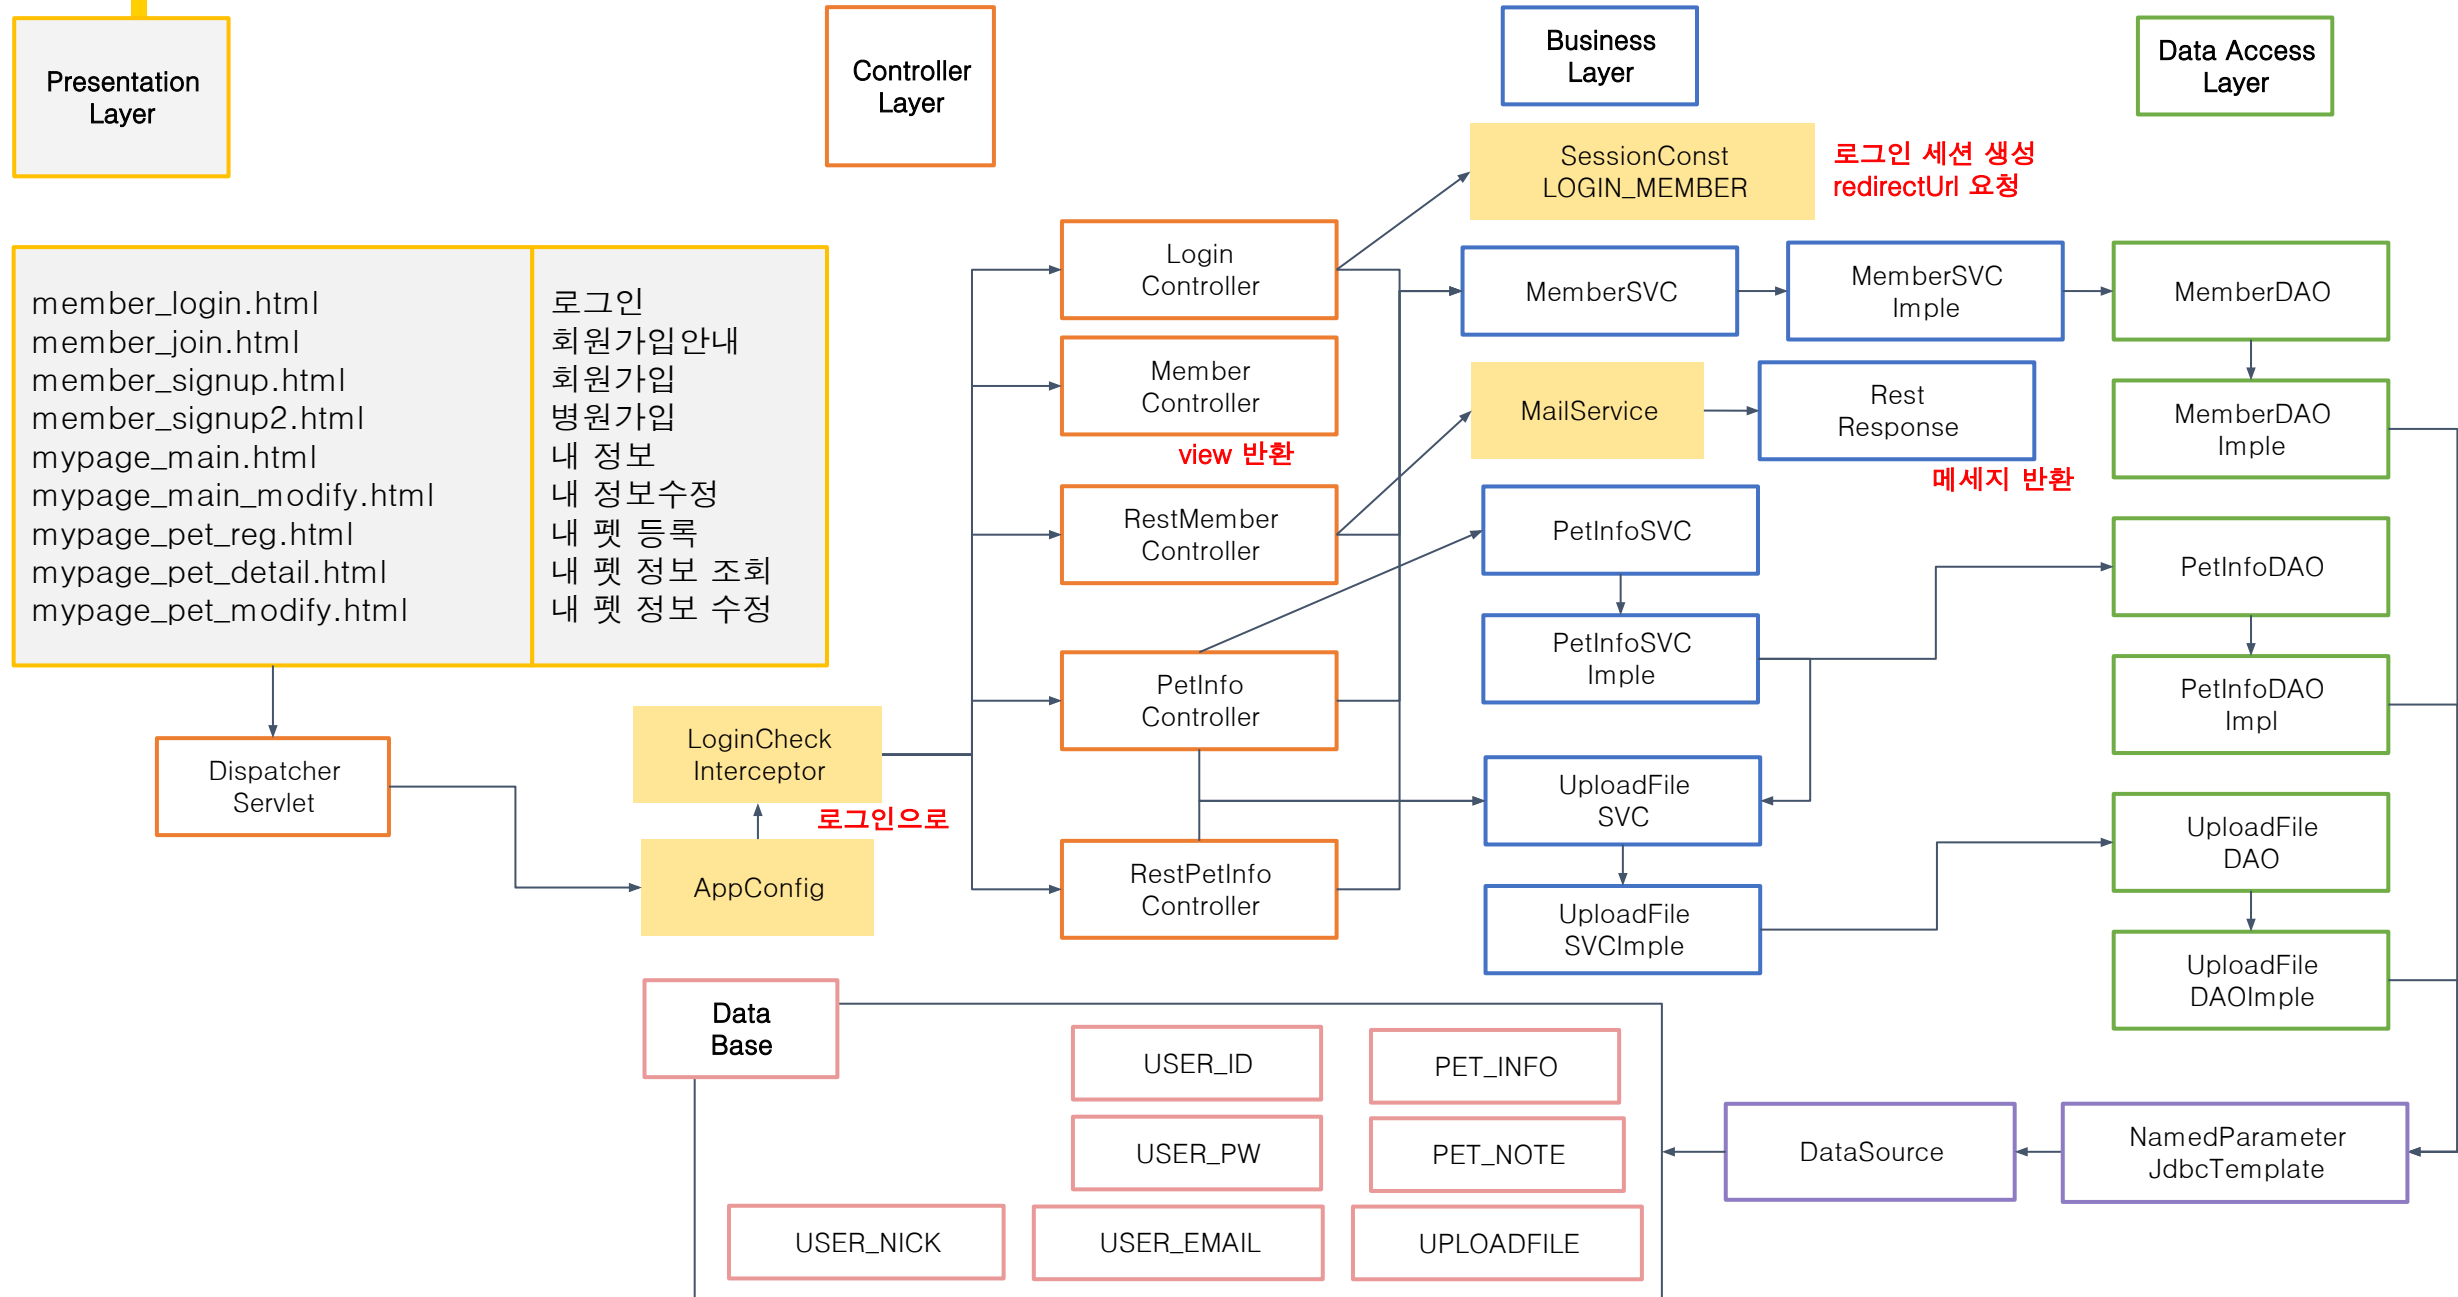 Presentation
Layer
Controller
Layer
Business
Layer
Data Access
Layer
SessionConst
LOGIN_MEMBER
로그인 세션 생성
redirectUrl 요청
member_login.html
member_join.html
member_signup.html
member_signup2.html
mypage_main.html
mypage_main_modify.html
mypage_pet_reg.html
mypage_pet_detail.html
mypage_pet_modify.html
로그인
회원가입안내
회원가입
병원가입
내 정보
내 정보수정
내 펫 등록
내 펫 정보 조회
내 펫 정보 수정
Login
Controller
MemberSVC
MemberSVC
Imple
MemberDAO
Member
Controller
view 반환
MailService
Rest
Response
메세지 반환
MemberDAO
Imple
RestMember
Controller
PetInfoSVC
PetInfoDAO
PetInfoSVC
Imple
PetInfo
Controller
PetInfoDAO
Impl
Dispatcher
Servlet
LoginCheck
Interceptor
로그인으로
AppConfig
UploadFile
SVC
UploadFile
DAO
RestPetInfo
Controller
UploadFile
SVCImple
UploadFile
DAOImple
Data
Base
USER_ID
PET_INFO
USER_PW
PET_NOTE
USER_NICK
USER_EMAIL
UPLOADFILE
DataSource
NamedParameter
JdbcTemplate